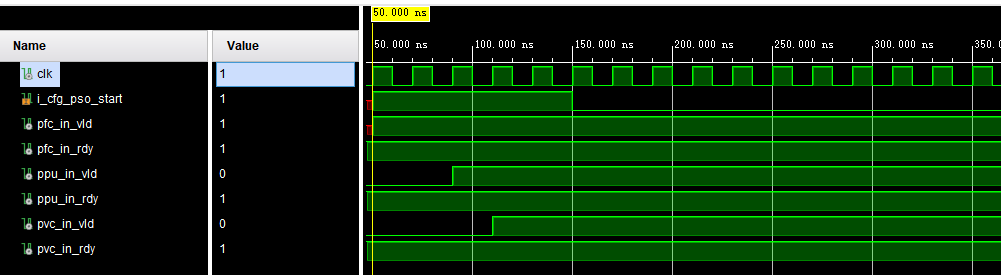 50.000 ns
Name Value
50.000 ns 100.000 ns 150.000 ns 200.000 ns 250.000 ns 300.000 ns 350.0
clk 1
i_cfg_pso_start 1
pfc_in_vld 1
pfc_in_rdy 1
ppu_in_vld 0
ppu_in_rdy 1
pvc_in_vld 0
pvc_in_rdy 1